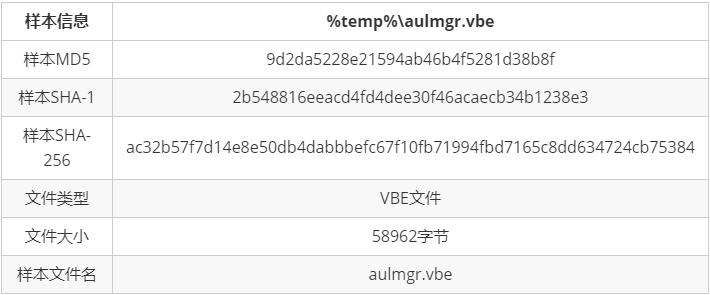 样本信息 %temp%\aulmgr.vbe
样本MD5 9d2da5228e21594ab46b4f5281d38b8f
样本SHA-1 2b548816eeacd4fd4dee30f46acaecb34b1238e3
样本SHA-
256 ac32b57f7d14e8e50db4dabbbefc67f10fb71994fbd7165c8dd634724cb75384
文件类型 VBE文件
文件大小 58962字节
样本文件名 aulmgr.vbe